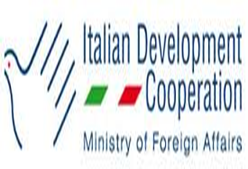 Italian Development
Cooperation
Ministry of Foreign Affairs